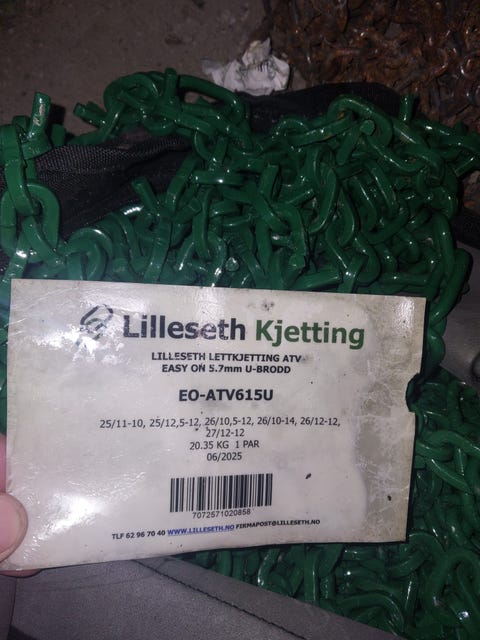 Lilleseth Kjetting
LILLESETH LETTKJETTING ATV
EASY ON 5.7mm U-BRODD
EO-ATV615U
25/11-10, 25/12,5-12, 26/10,5-12, 26/10-14, 26/12-12,
27/12-12
20.35 KG 1 PAR
06/2025
7072571020858
TLF 62 96 70 40 WWW.LILLESETH.NO FIRMAPOST@LILLESETH.NO